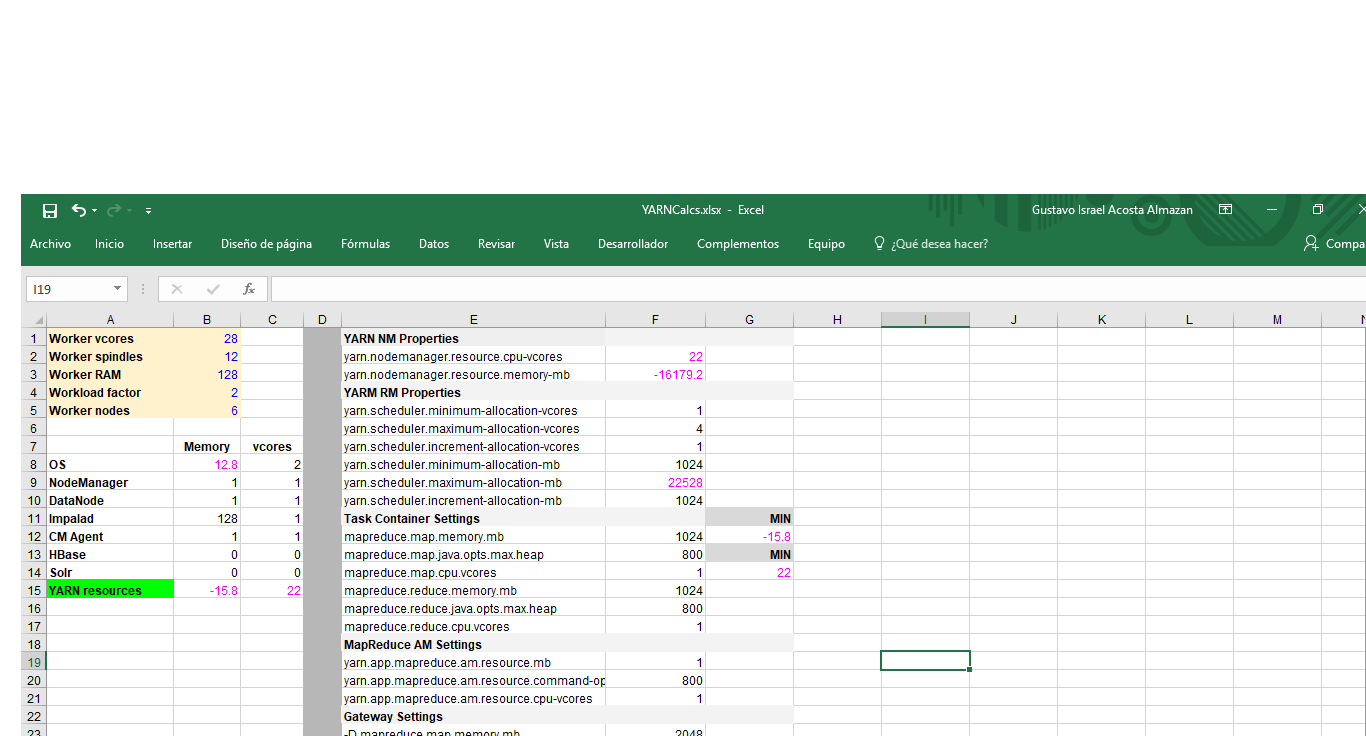 YARNCalcs.xlsx - Excel
Gustavo Israel Acosta Almazan
Archivo Inicio Insertar Diseño de página Fórmulas Datos Revisar Vista Desarrollador Complementos Equipo ¿Qué desea hacer? Compa
I19 fx
A B C D E F G H I J K L M N
1 Worker vcores 28 YARN NM Properties
2 Worker spindles 12 yarn.nodemanager.resource.cpu-vcores 22
3 Worker RAM 128 yarn.nodemanager.resource.memory-mb -16179.2
4 Workload factor 2 YARM RM Properties
5 Worker nodes 6 yarn.scheduler.minimum-allocation-vcores 1
6 yarn.scheduler.maximum-allocation-vcores 4
7 Memory vcores yarn.scheduler.increment-allocation-vcores 1
8 OS 12.8 2 yarn.scheduler.minimum-allocation-mb 1024
9 NodeManager 1 1 yarn.scheduler.maximum-allocation-mb 22528
10 DataNode 1 1 yarn.scheduler.increment-allocation-mb 1024
11 Impalad 128 1 Task Container Settings MIN
12 CM Agent 1 1 mapreduce.map.memory.mb 1024 -15.8
13 HBase 0 0 mapreduce.map.java.opts.max.heap 800 MIN
14 Solr 0 0 mapreduce.map.cpu.vcores 1 22
15 YARN resources -15.8 22 mapreduce.reduce.memory.mb 1024
16 mapreduce.reduce.java.opts.max.heap 800
17 mapreduce.reduce.cpu.vcores 1
18 MapReduce AM Settings
19 yarn.app.mapreduce.am.resource.mb 1
20 yarn.app.mapreduce.am.resource.command-op 800
21 yarn.app.mapreduce.am.resource.cpu-vcores 1
22 Gateway Settings
23 -D mapreduce.map.memory.mb 2048